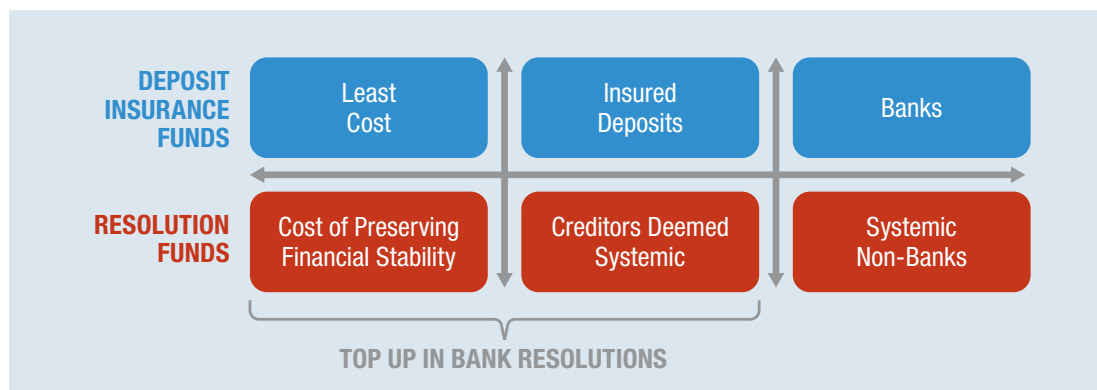 DEPOSIT
INSURANCE
FUNDS
Least
Cost
Insured
Deposits
Banks
RESOLUTION
FUNDS
Cost of Preserving
Financial Stability
Creditors Deemed
Systemic
Systemic
Non-Banks
TOP UP IN BANK RESOLUTIONS